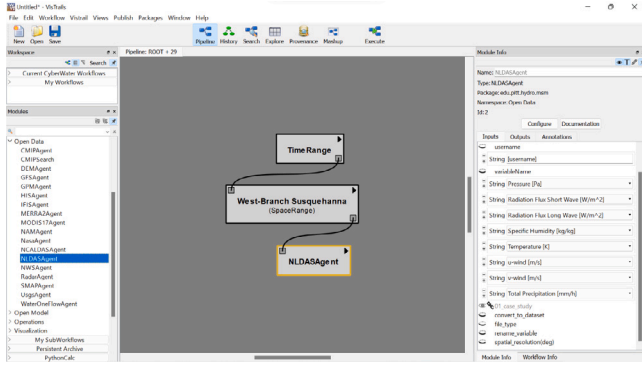 Untitled* - VisTrails
File Edit Workflow Vistrail Views Publish Packages Window Help
New Open Save
Pipeline History Search Explore Provenance Mashup Execute
Workspace
Pipeline: ROOT + 29
Module Info
Search
Current CyberWater Workflows
My Workflows
Modules
Open Data
CMIPAgent
CMIPSearch
DEMAgent
GFSAgent
GPMAgent
HISAgent
IFISAgent
MERRA2Agent
MODIS17Agent
NAMAgent
NasaAgent
NCALDASAgent
NLDASAgent
NWSAgent
RadarAgent
SMAPAgent
UsgsAgent
WaterOneFlowAgent
Open Model
Operations
Visualization
My SubWorkflows
Persistent Archive
PythonCalc
Time Range
West-Branch Susquehanna
(SpaceRange)
NLDASAgent
Name: NLDASAgent
Type: NLDASAgent
Package: edu.pitt.hydro.msm
Namespace: Open Data
Id: 2
Configure Documentation
Inputs Outputs Annotations
username
String [username]
variableName
String Pressure [Pa]
String Radiation Flux Short Wave [W/m^2]
String Radiation Flux Long Wave [W/m^2]
String Specific Humidity [kg/kg]
String Temperature [K]
String u-wind [m/s]
String v-wind [m/s]
String Total Precipitation [mm/h]
01_case_study
convert_to_dataset
file_type
rename_variable
spatial_resolution(deg)
Module Info Workflow Info